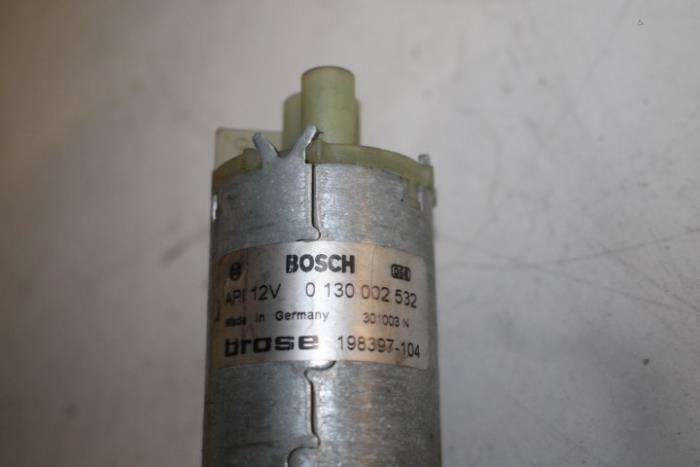 BOSCH
API 12V 0 130 002 532
Made in Germany 301003 N
brose 198397-104